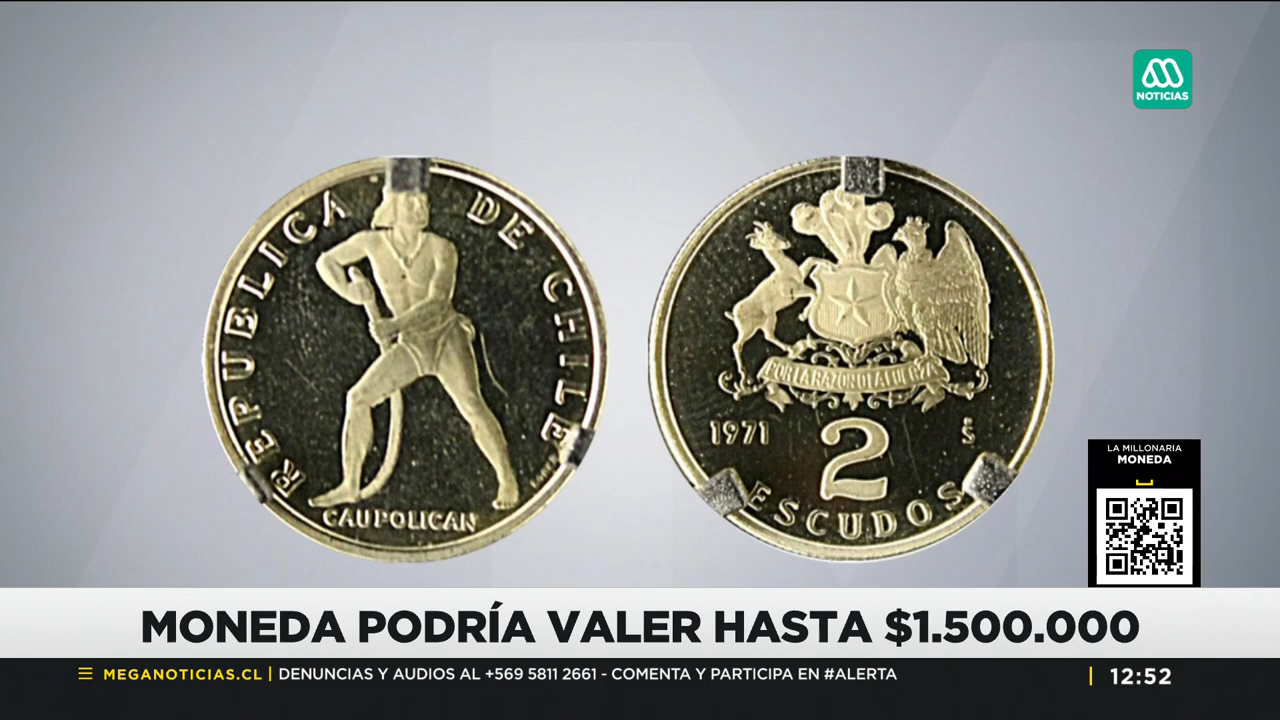 NOTICIAS
REPUBLICA DE CHILE
CAUPOLICAN
POR LA RAZON O LA FUERZA
1971
2
ESCUDOS
LA MILLONARIA
MONEDA
MONEDA PODRÍA VALER HASTA $1.500.000
MEGANOTICIAS.CL | DENUNCIAS Y AUDIOS AL +569 5811 2661 - COMENTA Y PARTICIPA EN #ALERTA
12:52